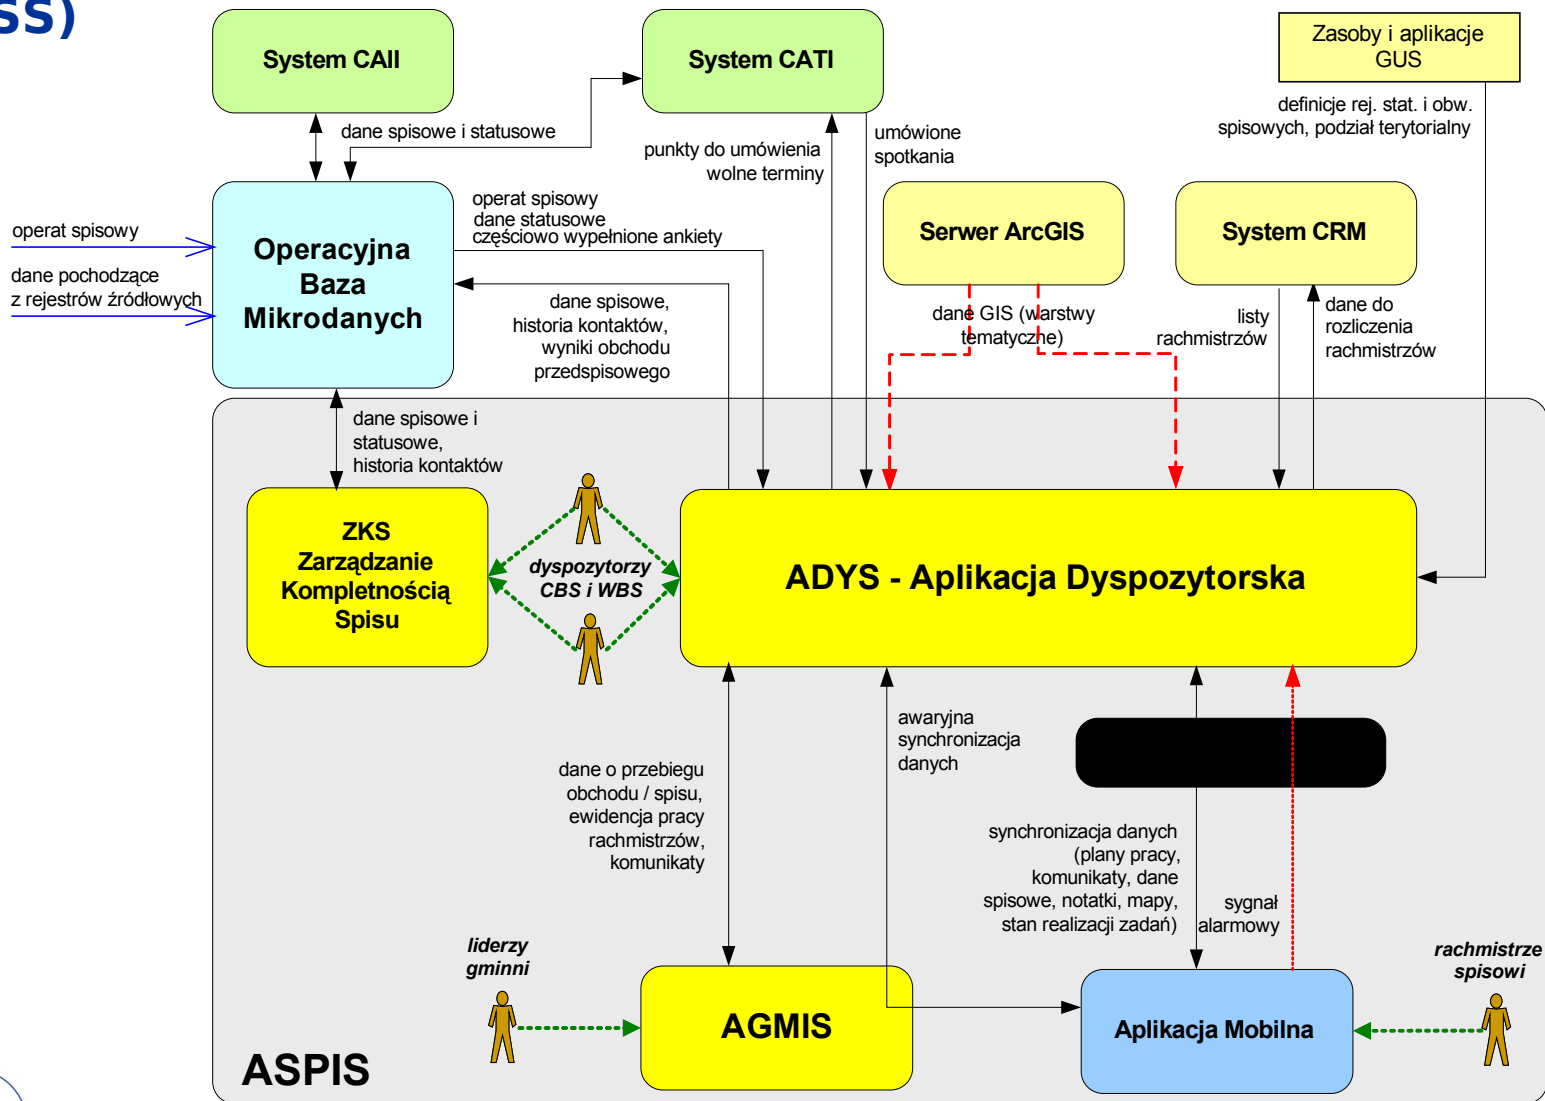 SS)
System CAII
System CATI
Zasoby i aplikacje
GUS
dane spisowe i statusowe
punkty do umówienia
wolne terminy
umówione
spotkania
definicje rej. stat. i obw.
spisowych, podział terytorialny
operat spisowy
dane pochodzące
z rejestrów źródłowych
Operacyjna
Baza
Mikrodanych
operat spisowy
dane statusowe
częściowo wypełnione ankiety
Serwer ArcGIS
System CRM
dane spisowe,
historia kontaktów,
wyniki obchodu
przedspisowego
dane GIS (warstwy
tematyczne)
listy
rachmistrzów
dane do
rozliczenia
rachmistrzów
dane spisowe i
statusowe,
historia kontaktów
ZKS
Zarządzanie
Kompletnością
Spisu
dyspozytorzy
CBS i WBS
ADYS - Aplikacja Dyspozytorska
dane o przebiegu
obchodu / spisu,
ewidencja pracy
rachmistrzów,
komunikaty
awaryjna
synchronizacja
danych
synchronizacja danych
(plany pracy,
komunikaty, dane
spisowe, notatki, mapy,
stan realizacji zadań)
sygnał
alarmowy
liderzy
gminni
AGMIS
Aplikacja Mobilna
rachmistrze
spisowi
ASPIS